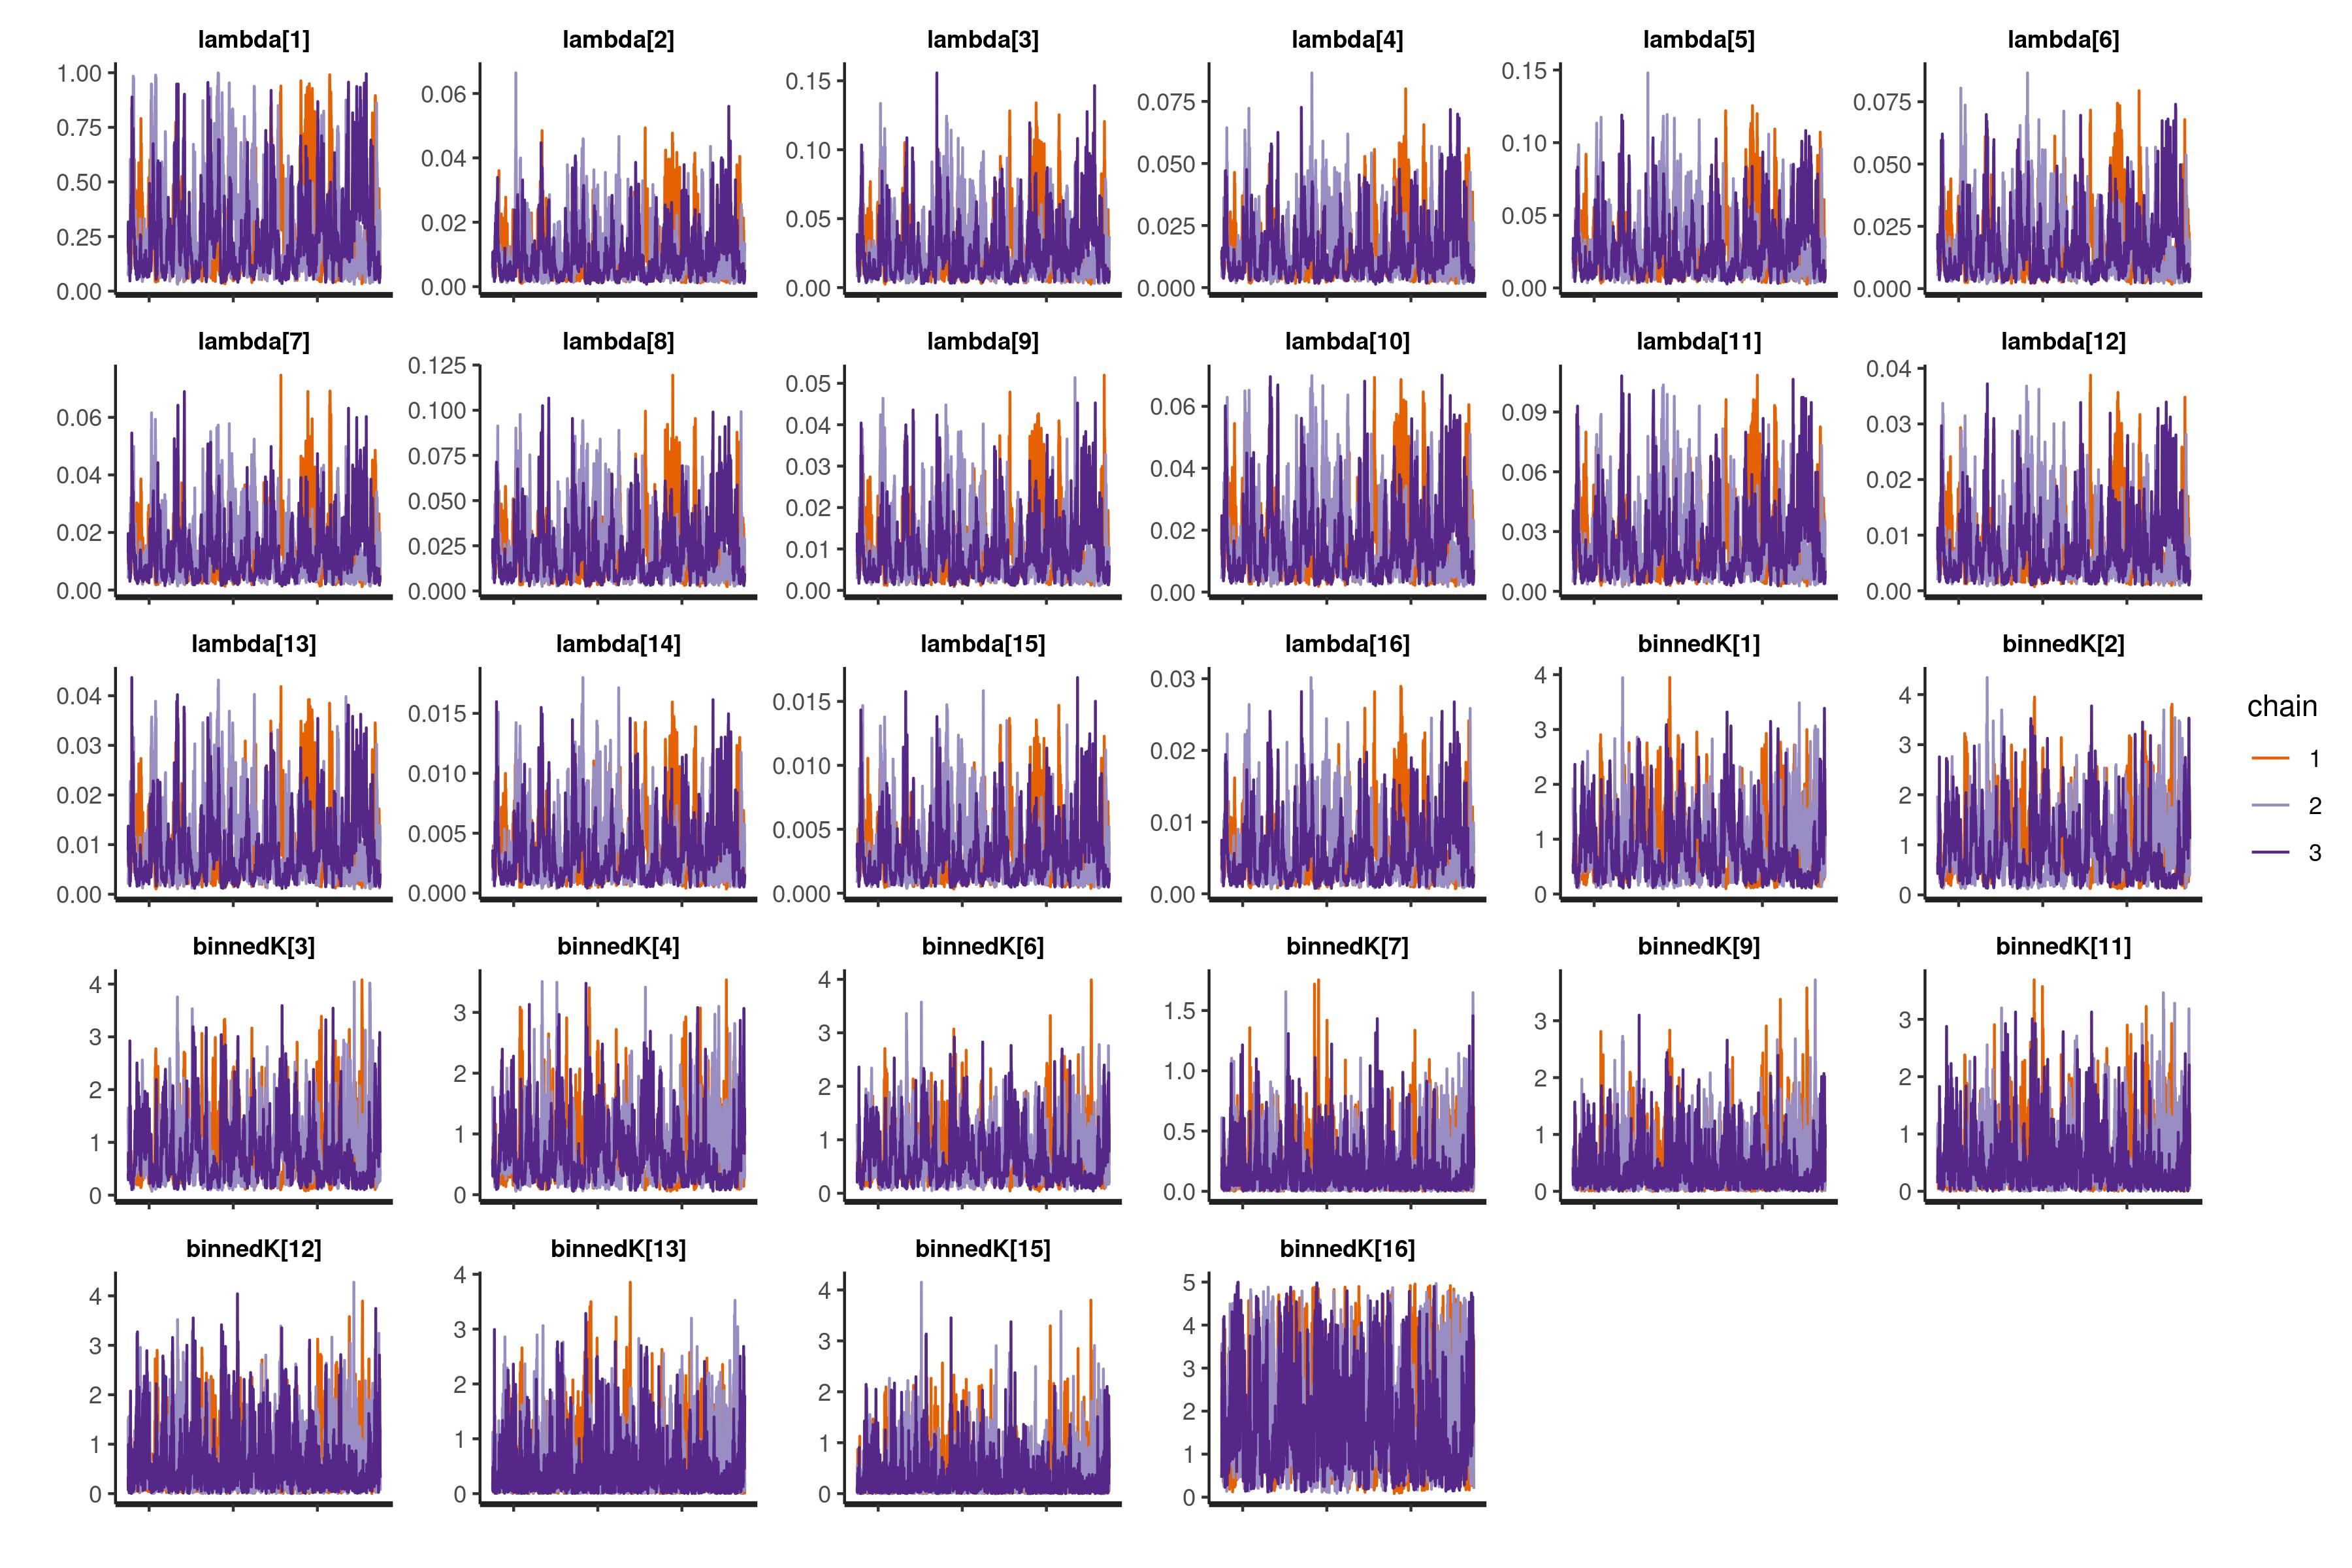 lambda[1] lambda[2] lambda[3] lambda[4] lambda[5] lambda[6]
1.00 0.75 0.50 0.25 0.00
0.06 0.04 0.02 0.00
0.15 0.10 0.05 0.00
0.075 0.050 0.025 0.000
0.15 0.10 0.05 0.00
0.075 0.050 0.025 0.000
lambda[7] lambda[8] lambda[9] lambda[10] lambda[11] lambda[12]
0.06 0.04 0.02 0.00
0.125 0.100 0.075 0.050 0.025 0.000
0.05 0.04 0.03 0.02 0.01 0.00
0.06 0.04 0.02 0.00
0.09 0.06 0.03 0.00
0.04 0.03 0.02 0.01 0.00
lambda[13] lambda[14] lambda[15] lambda[16] binnedK[1] binnedK[2]
0.04 0.03 0.02 0.01 0.00
0.015 0.010 0.005 0.000
0.015 0.010 0.005 0.000
0.03 0.02 0.01 0.00
4 3 2 1 0
4 3 2 1 0
binnedK[3] binnedK[4] binnedK[6] binnedK[7] binnedK[9] binnedK[11]
4 3 2 1 0
3 2 1 0
4 3 2 1 0
1.5 1.0 0.5 0.0
3 2 1 0
3 2 1 0
binnedK[12] binnedK[13] binnedK[15] binnedK[16]
4 3 2 1 0
4 3 2 1 0
4 3 2 1 0
5 4 3 2 1 0
chain
1
2
3